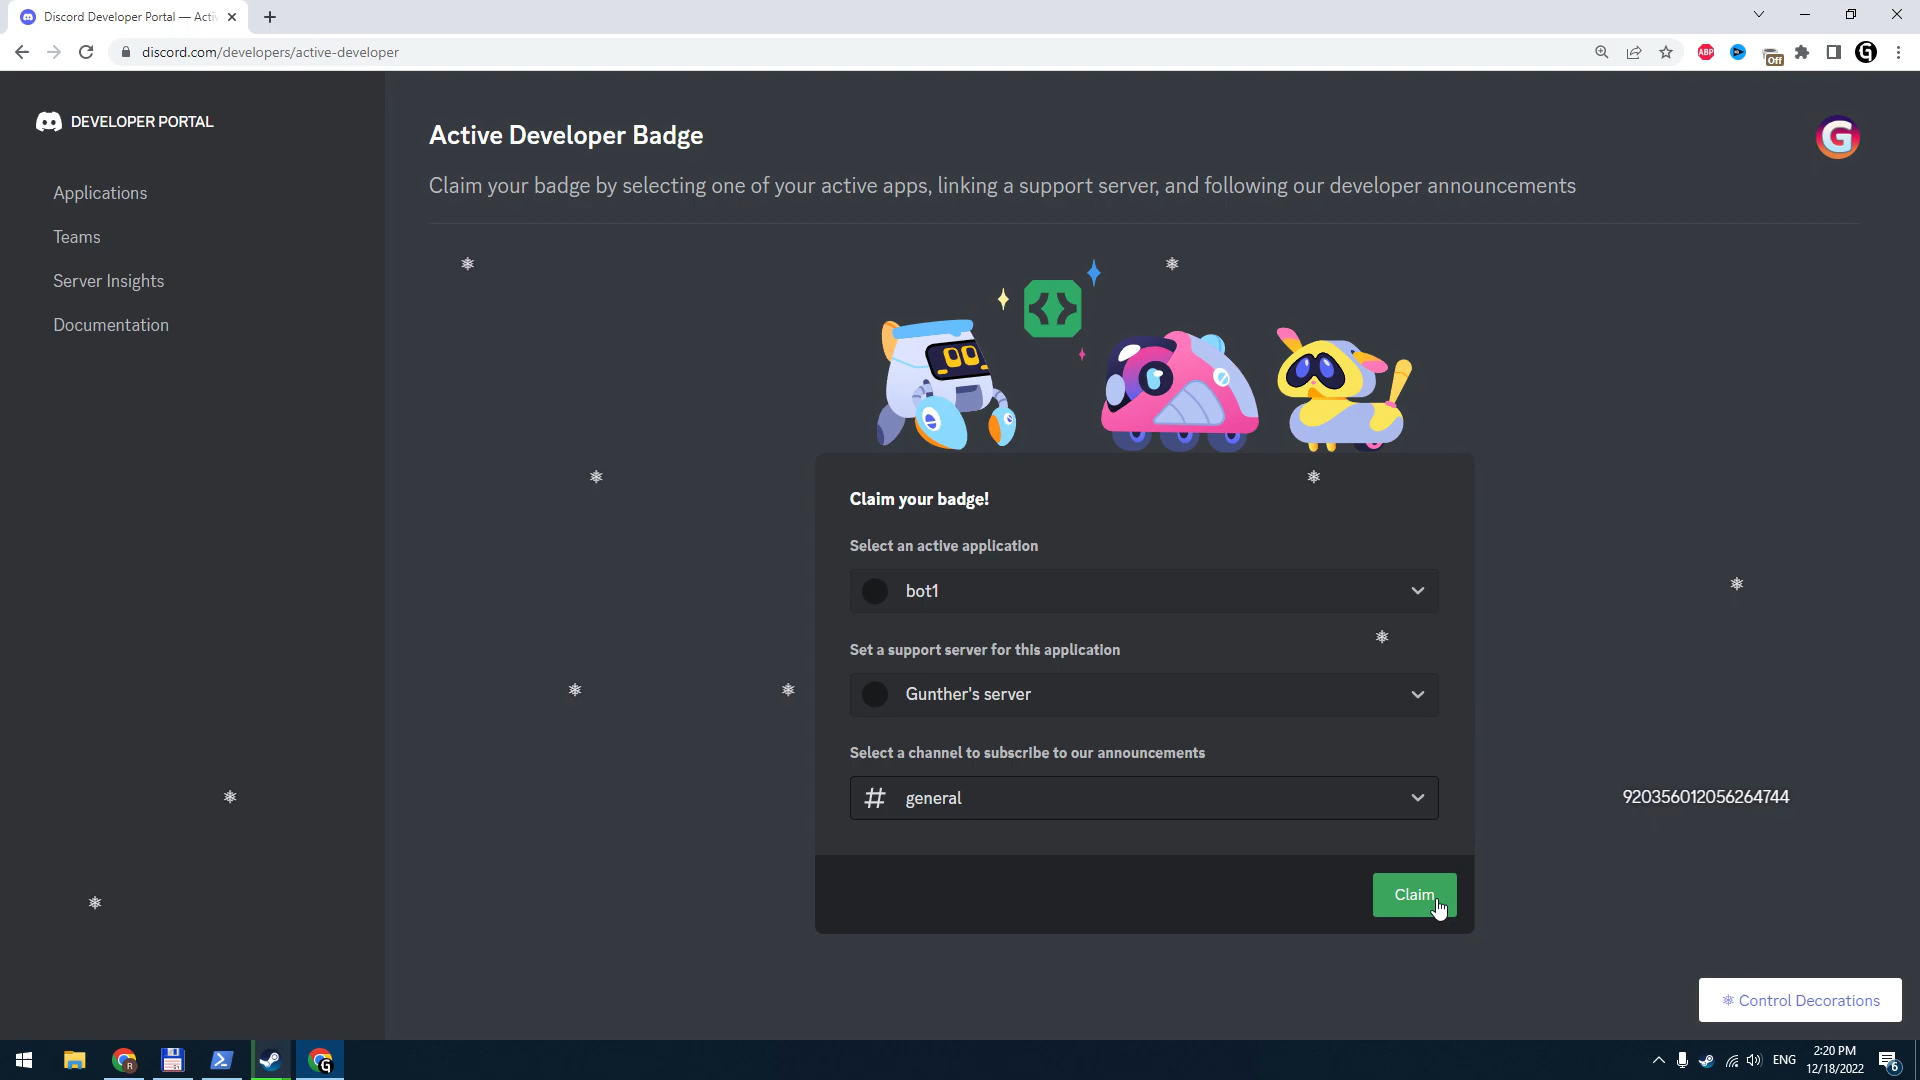 Discord Developer Portal — Acti
discord.com/developers/active-developer
ABP
Off
G
DEVELOPER PORTAL
Applications
Teams
Server Insights
Documentation
Active Developer Badge
G
Claim your badge by selecting one of your active apps, linking a support server, and following our developer announcements
Claim your badge!
Select an active application
bot1
Set a support server for this application
Gunther's server
Select a channel to subscribe to our announcements
# general
920356012056264744
Claim
Control Decorations
R
G
ENG
2:20 PM
12/18/2022
6